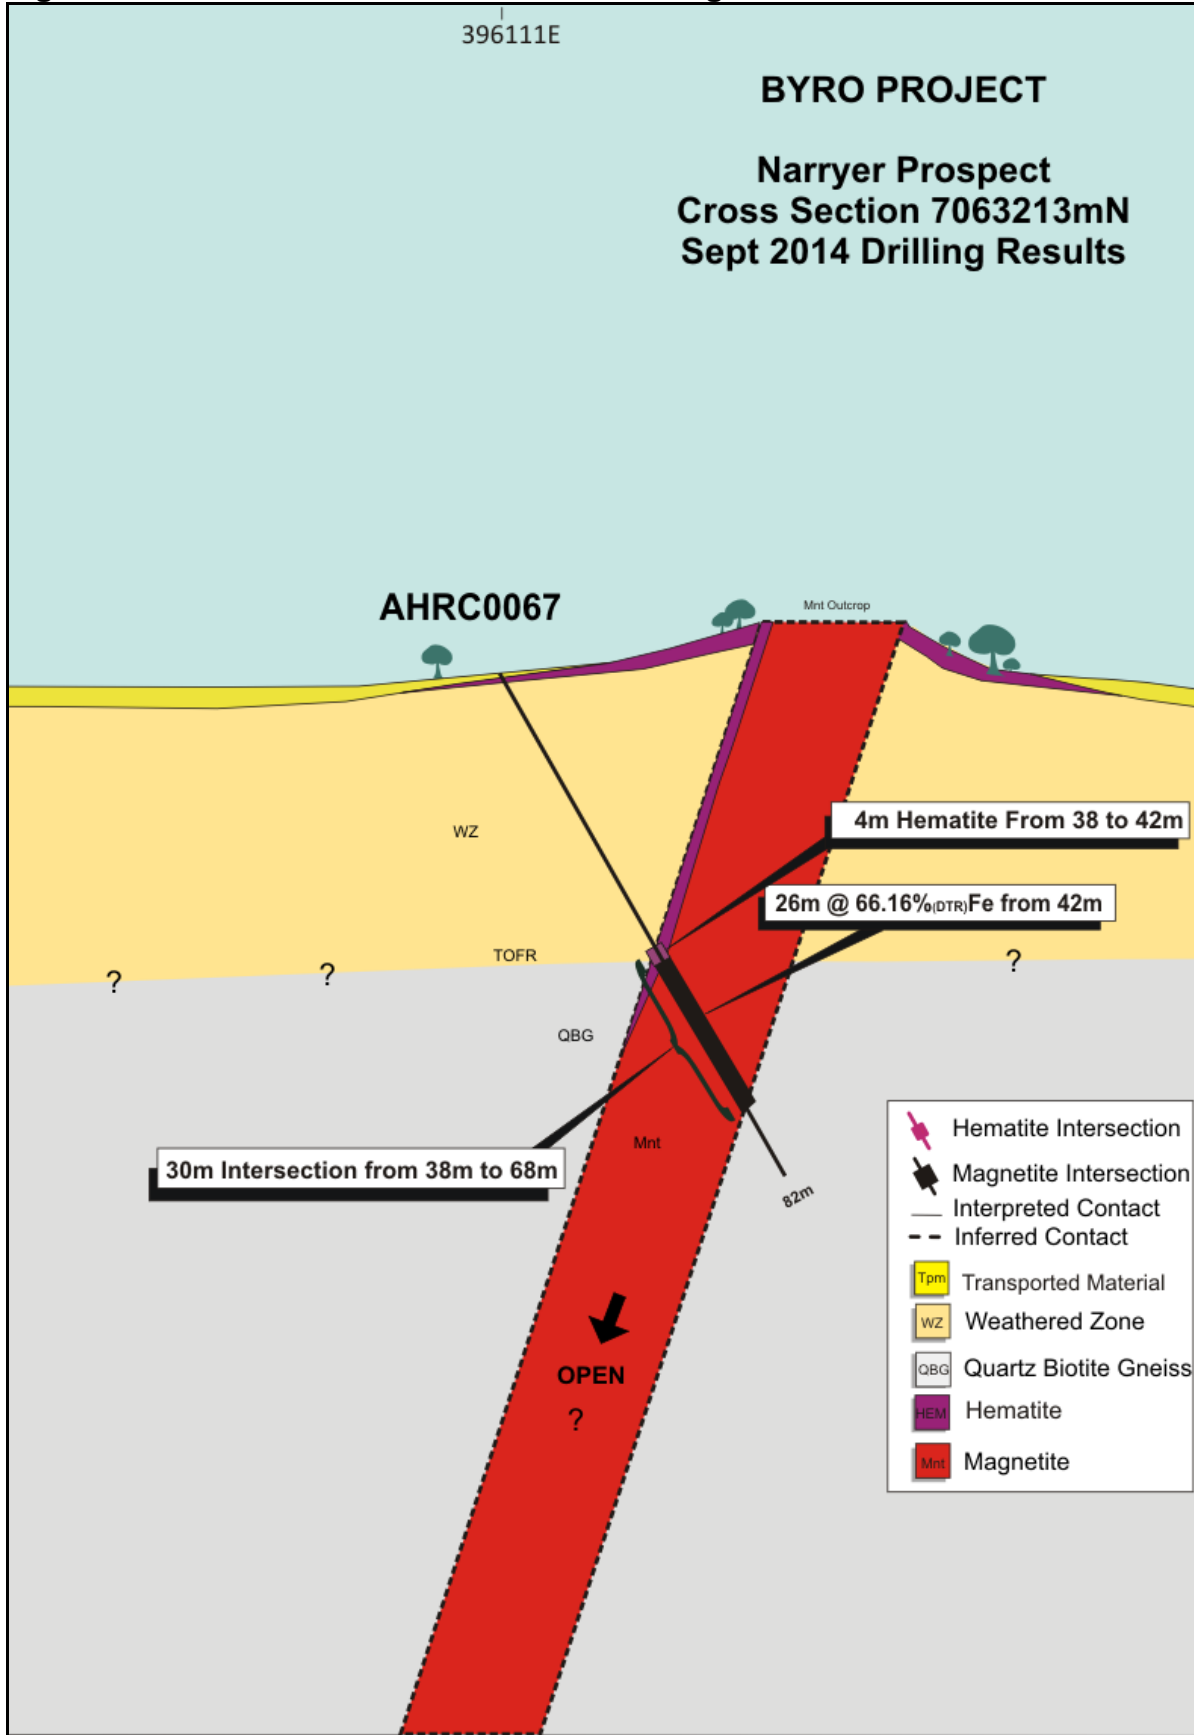 396111E
BYRO PROJECT
Narryer Prospect
Cross Section 7063213mN
Sept 2014 Drilling Results
AHRC0067
Mnt Outcrop
4m Hematite From 38 to 42m
WZ
26m @ 66.16%(DTR)Fe from 42m
TOFR
?
?
?
QBG
Mnt
30m Intersection from 38m to 68m
82m
OPEN
?
Hematite Intersection
Magnetite Intersection
Interpreted Contact
Inferred Contact
Tpm Transported Material
WZ Weathered Zone
QBG Quartz Biotite Gneiss
HEM Hematite
Mnt Magnetite